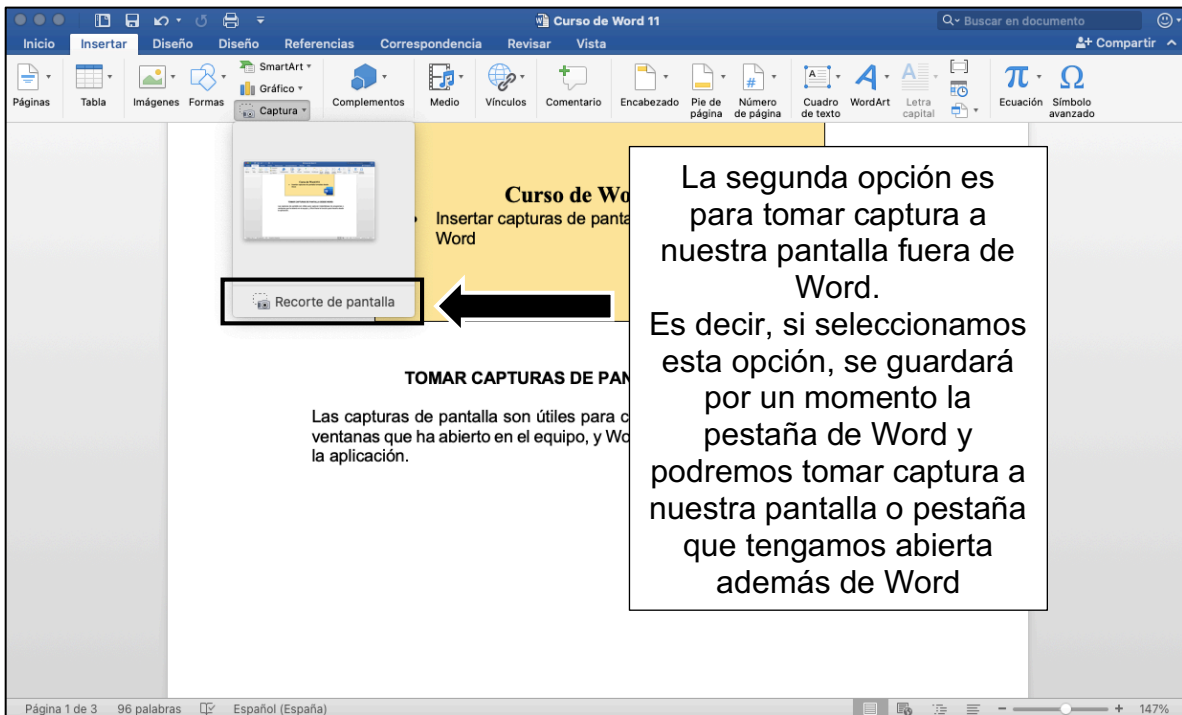 Curso de Word 11
Buscar en documento
Inicio Insertar Diseño Diseño Referencias Correspondencia Revisar Vista
Compartir
Páginas Tabla Imágenes Formas
SmartArt
Gráfico
Captura
Complementos Medio Vínculos Comentario Encabezado Pie de página Número de página Cuadro de texto WordArt Letra capital Ecuación Símbolo avanzado
Recorte de pantalla
Curso de Wo
• Insertar capturas de panta
Word
TOMAR CAPTURAS DE PAN
Las capturas de pantalla son útiles para c
ventanas que ha abierto en el equipo, y Wo
la aplicación.
La segunda opción es
para tomar captura a
nuestra pantalla fuera de
Word.
Es decir, si seleccionamos
esta opción, se guardará
por un momento la
pestaña de Word y
podremos tomar captura a
nuestra pantalla o pestaña
que tengamos abierta
además de Word
Página 1 de 3 96 palabras Español (España) 147%